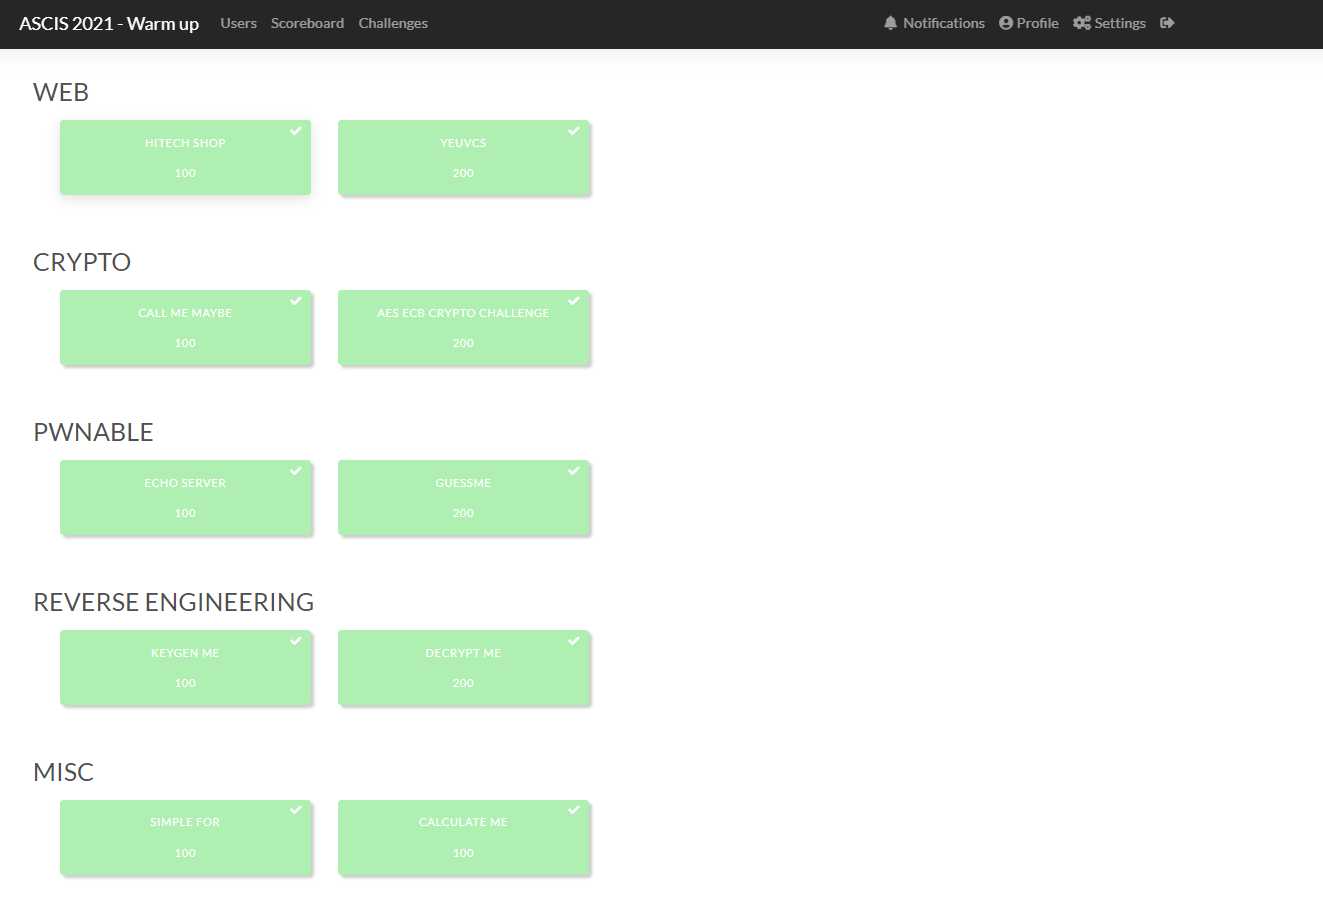 ASCIS 2021 - Warm up Users Scoreboard Challenges Notifications Profile Settings
WEB
HITECH SHOP YEUVCS
100 200
CRYPTO
CALL ME MAYBE AES ECB CRYPTO CHALLENGE
100 200
PWNABLE
ECHO SERVER GUESSME
100 200
REVERSE ENGINEERING
KEYGEN ME DECRYPT ME
100 200
MISC
SIMPLE FOR CALCULATE ME
100 100